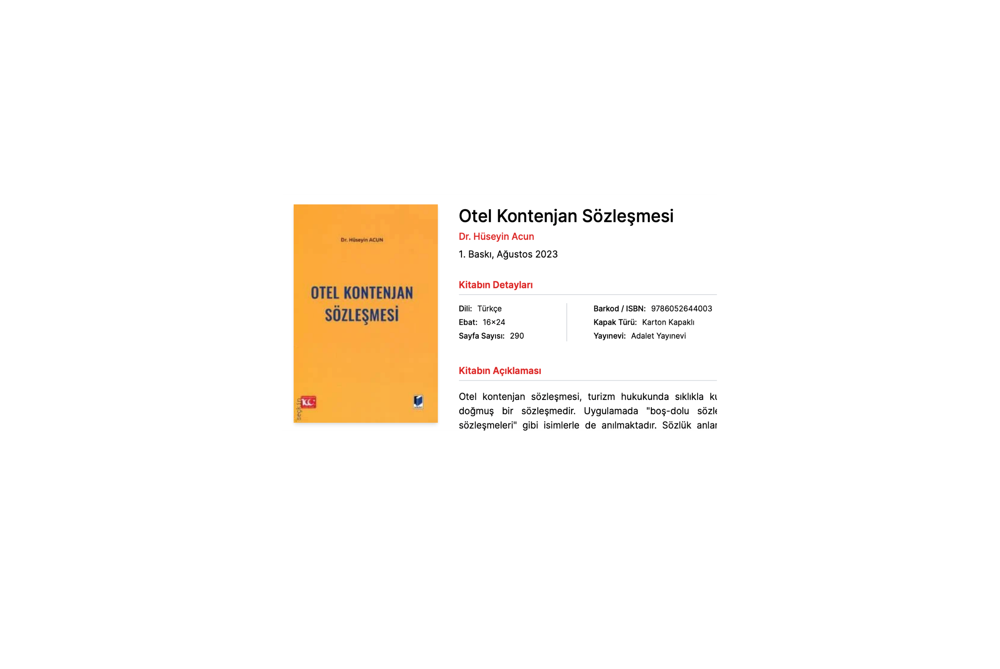 Dr. Hüseyin ACUN
OTEL KONTENJAN
SÖZLEŞMESİ
seçkin
Otel Kontenjan Sözleşmesi
Dr. Hüseyin Acun
1. Baskı, Ağustos 2023
Kitabın Detayları
Dili: Türkçe
Ebat: 16×24
Sayfa Sayısı: 290
Barkod / ISBN: 9786052644003
Kapak Türü: Karton Kapaklı
Yayınevi: Adalet Yayınevi
Kitabın Açıklaması
Otel kontenjan sözleşmesi, turizm hukukunda sıklıkla
doğmuş bir sözleşmedir. Uygulamada "boş-dolu
sözleşmeleri" gibi isimlerle de anılmaktadır. Sözlük